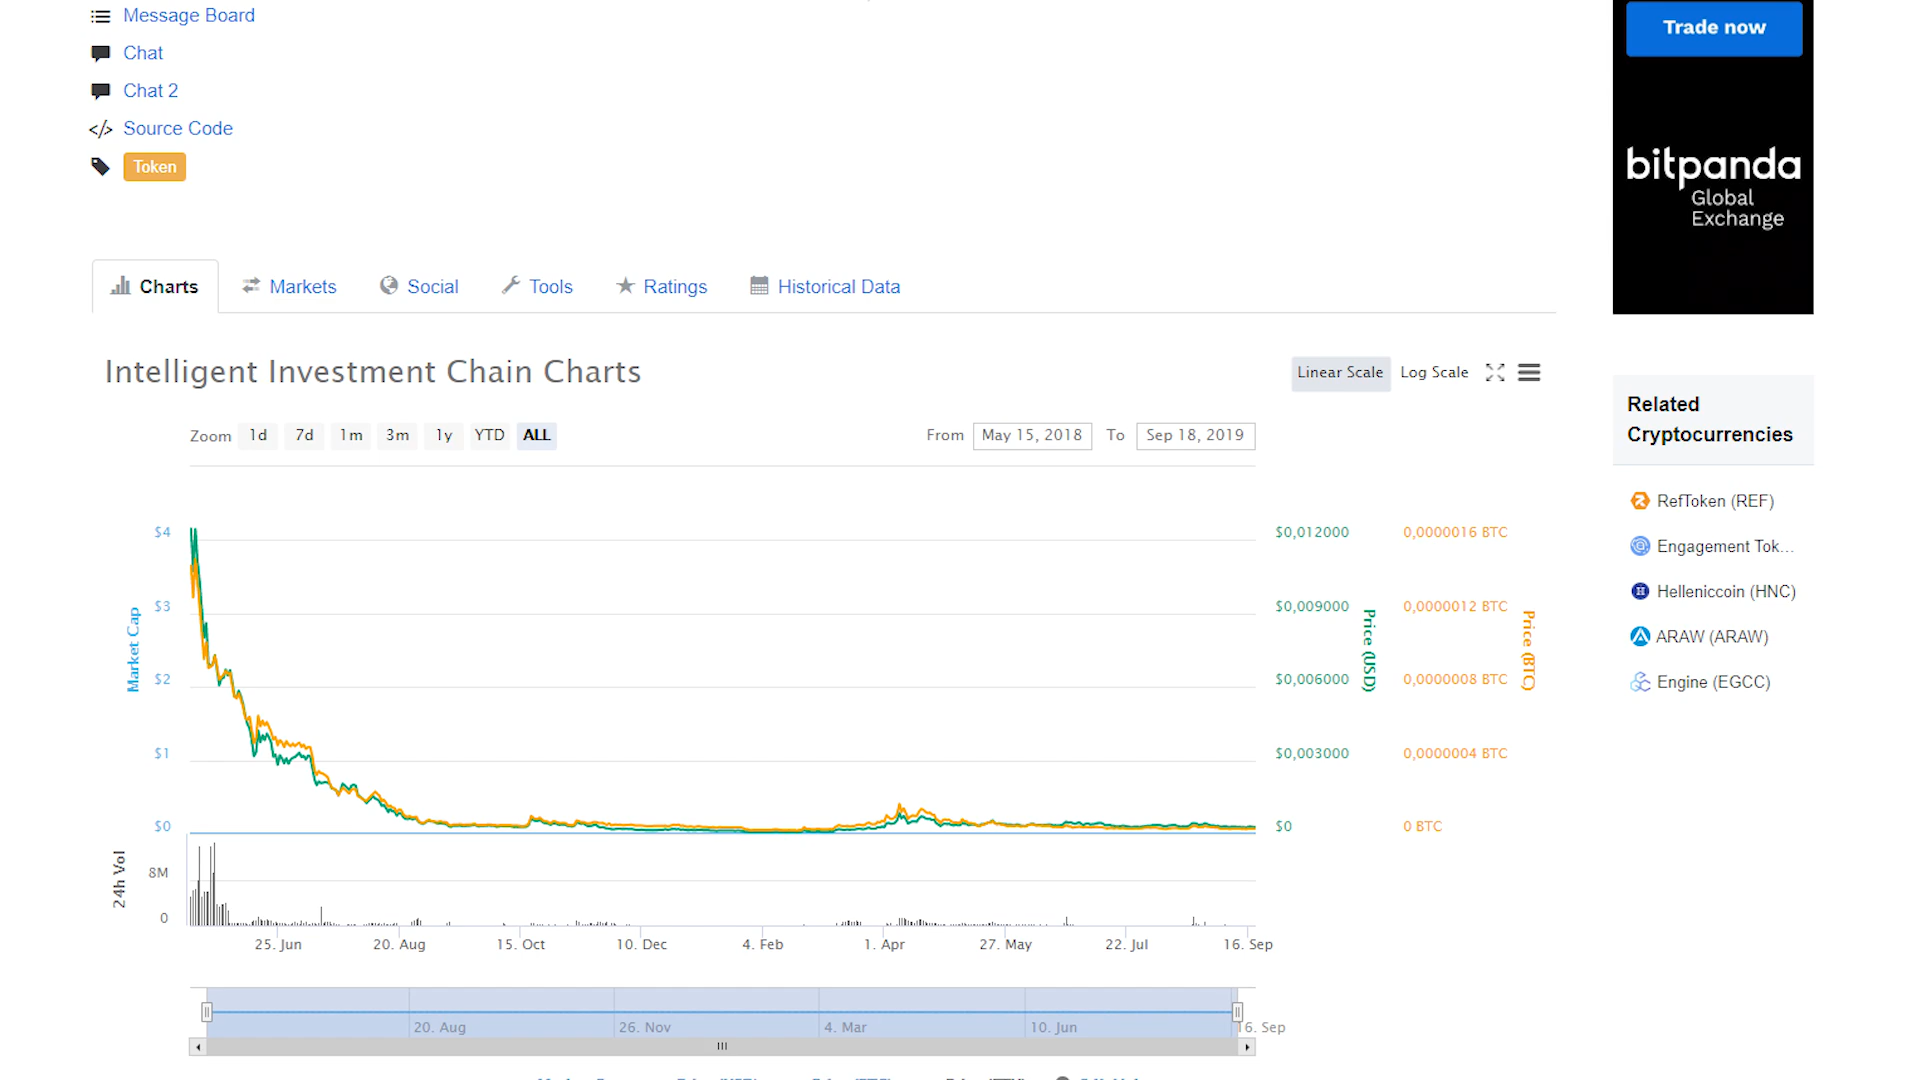 Message Board
Chat
Chat 2
Source Code
Token
Trade now
bitpanda
Global
Exchange
Charts
Markets
Social
Tools
Ratings
Historical Data
Intelligent Investment Chain Charts
Linear Scale
Log Scale
Zoom 1d 7d 1m 3m 1y YTD ALL
From May 15, 2018 To Sep 18, 2019
Market Cap
$4
$3
$2
$1
$0
$0,012000
$0,009000
$0,006000
$0,003000
$0
Price (USD)
0,0000016 BTC
0,0000012 BTC
0,0000008 BTC
0,0000004 BTC
0 BTC
Price (BTC)
24h Vol
8M
0
25. Jun 20. Aug 15. Oct 10. Dec 4. Feb 1. Apr 27. May 22. Jul 16. Sep
20. Aug 26. Nov 4. Mar 10. Jun 16. Sep
Related
Cryptocurrencies
RefToken (REF)
Engagement Tok...
Helleniccoin (HNC)
ARAW (ARAW)
Engine (EGCC)